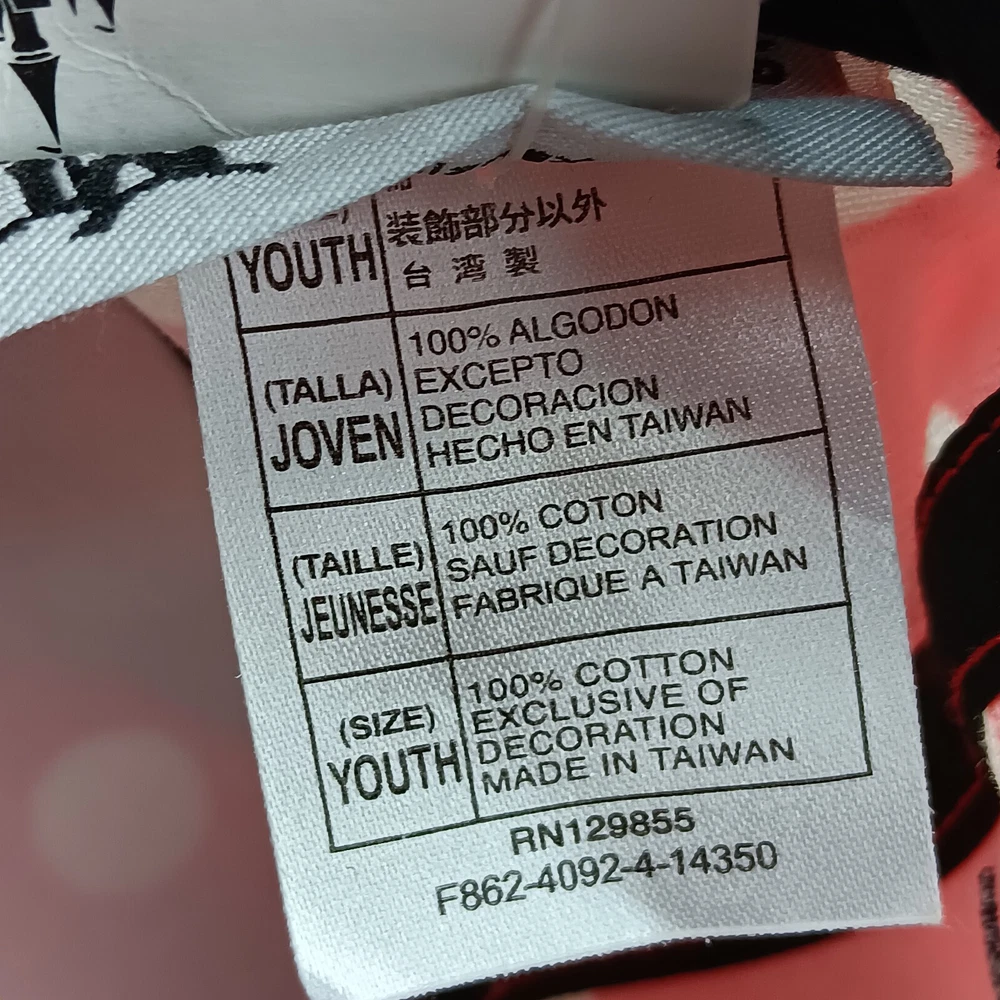 YOUTH
装飾部分以外
台湾製
(TALLA)
JOVEN
100% ALGODON
EXCEPTO
DECORACION
HECHO EN TAIWAN
(TAILLE)
JEUNESSE
100% COTON
SAUF DECORATION
FABRIQUE A TAIWAN
(SIZE)
YOUTH
100% COTTON
EXCLUSIVE OF
DECORATION
MADE IN TAIWAN
RN129855
F862-4092-4-14350